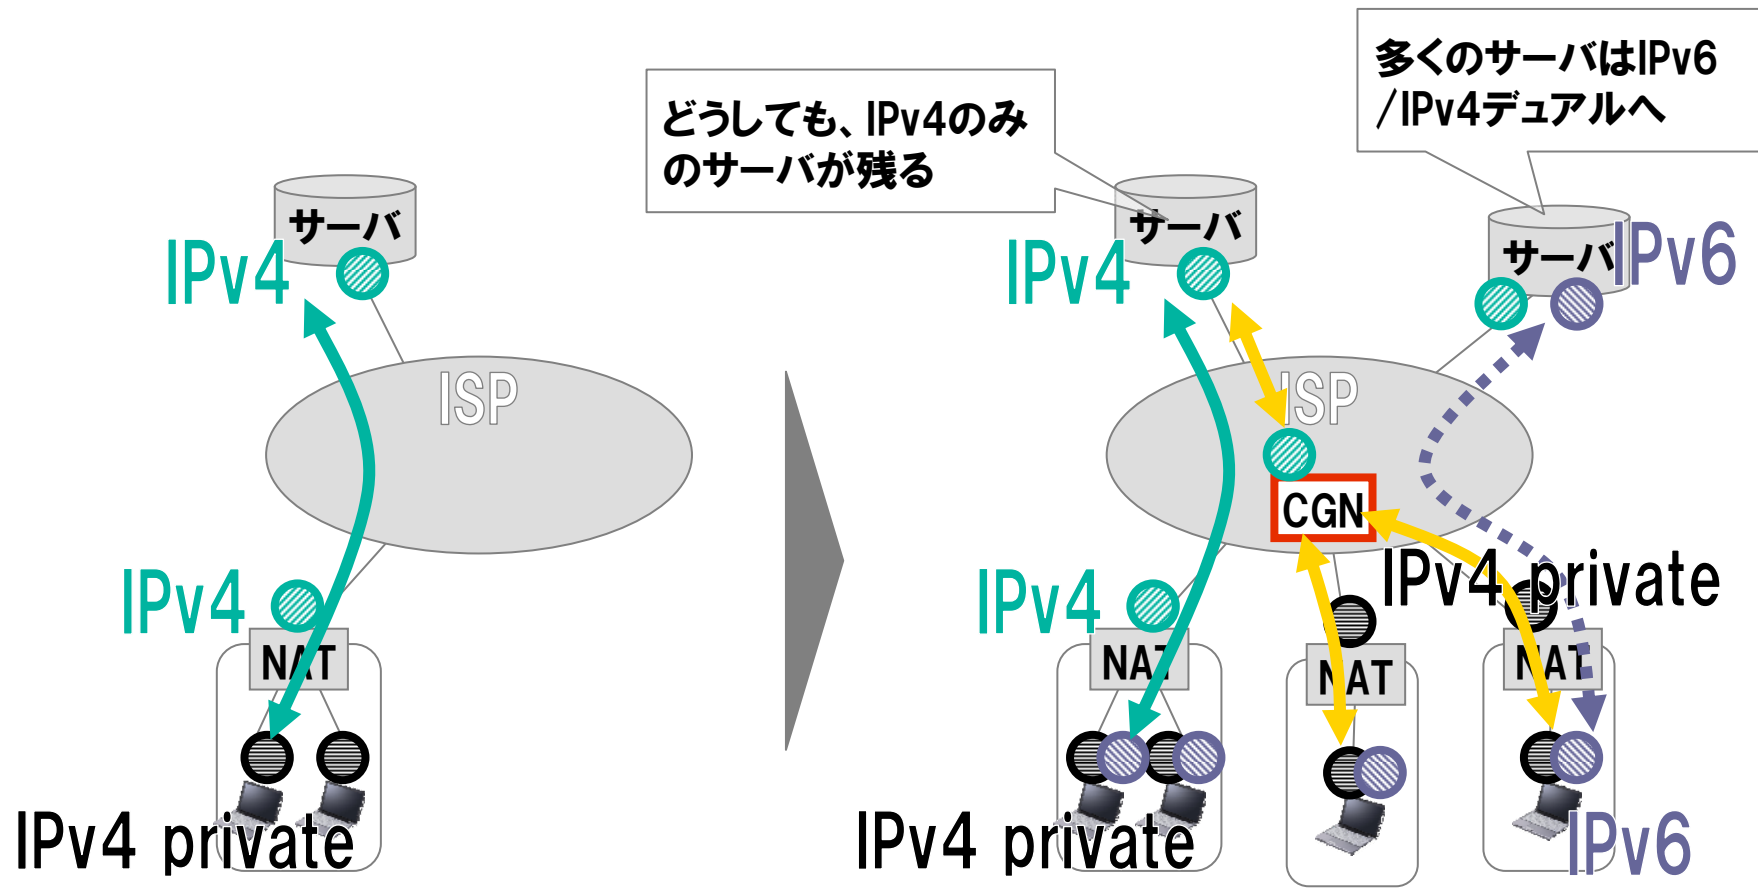 多くのサーバはIPv6
/IPv4デュアルへ
どうしても、IPv4のみ
のサーバが残る
サーバ
IPv4
ISP
IPv4
NAT
IPv4 private
サーバ
IPv4
サーバ
IPv6
ISP
CGN
IPv4 private
IPv4
NAT
NAT
NAT
IPv4 private
IPv6